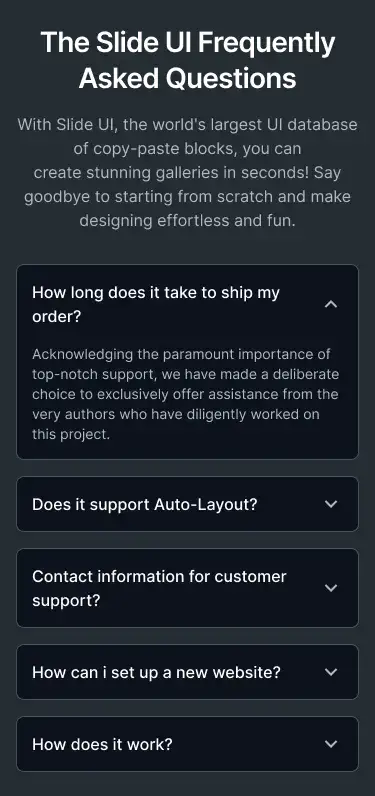 The Slide UI Frequently
Asked Questions
With Slide UI, the world's largest UI database
of copy-paste blocks, you can
create stunning galleries in seconds! Say
goodbye to starting from scratch and make
designing effortless and fun.
How long does it take to ship my
order?
Acknowledging the paramount importance of
top-notch support, we have made a deliberate
choice to exclusively offer assistance from the
very authors who have diligently worked on
this project.
Does it support Auto-Layout?
Contact information for customer
support?
How can i set up a new website?
How does it work?